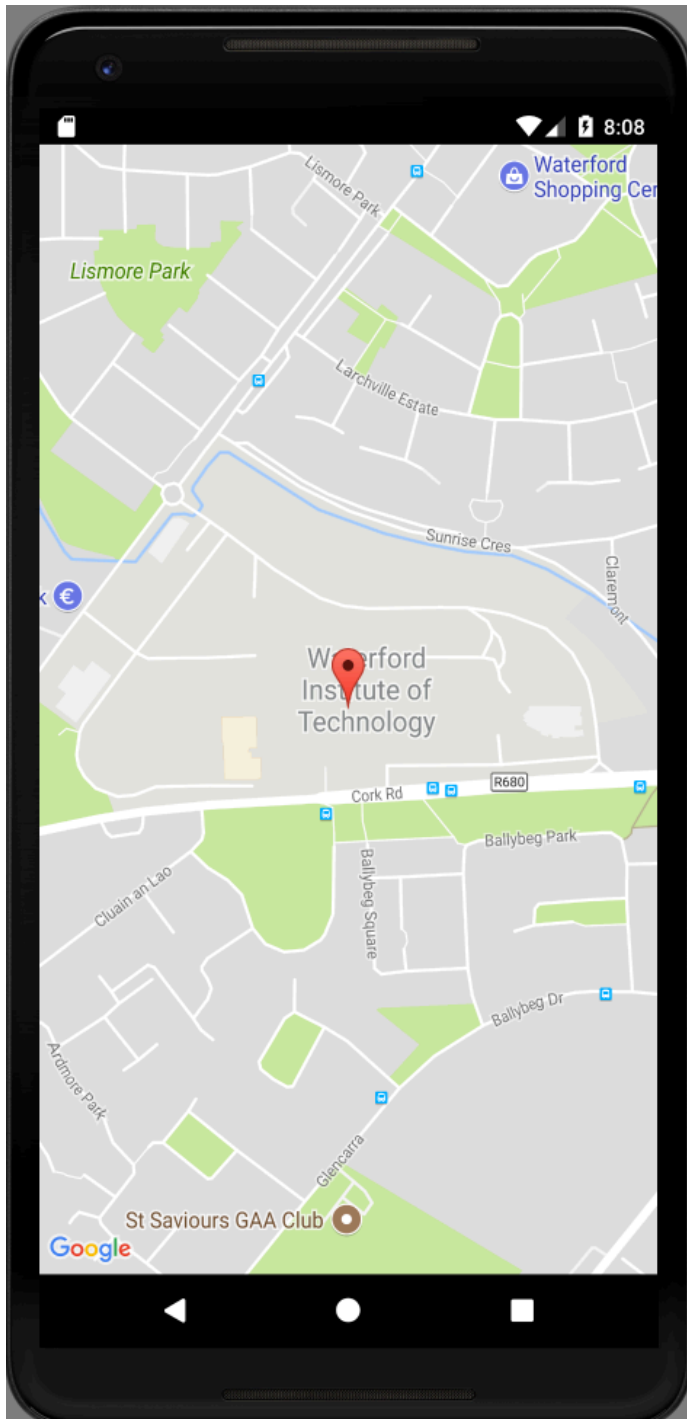 8:08
Waterford
Shopping Cer
Lismore Park
Lismore Park
Larchville Estate
Sunrise Cres
Claremont
k
Waterford
Institute of
Technology
R680
Cork Rd
Ballybeg Park
Ballybeg Square
Cluain an Lao
Ballybeg Dr
Ardmore Park
Glencarra
St Saviours GAA Club
Google